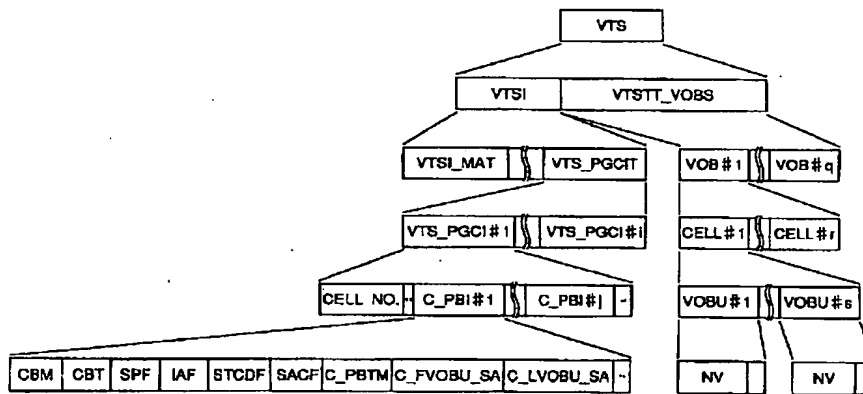 VTS
VTSI VTSTT_VOBS
VTSI_MAT VTS_PGCIT VOB#1 VOB#q
VTS_PGCI#1 VTS_PGCI#i CELL#1 CELL#r
CELL NO. -- C_PBI#1 C_PBI#j -- VOBU#1 VOBU#s
CBM CBT SPF IAF STCDF SACF C_PBTM C_FVOBU_SA C_LVOBU_SA -- NV NV